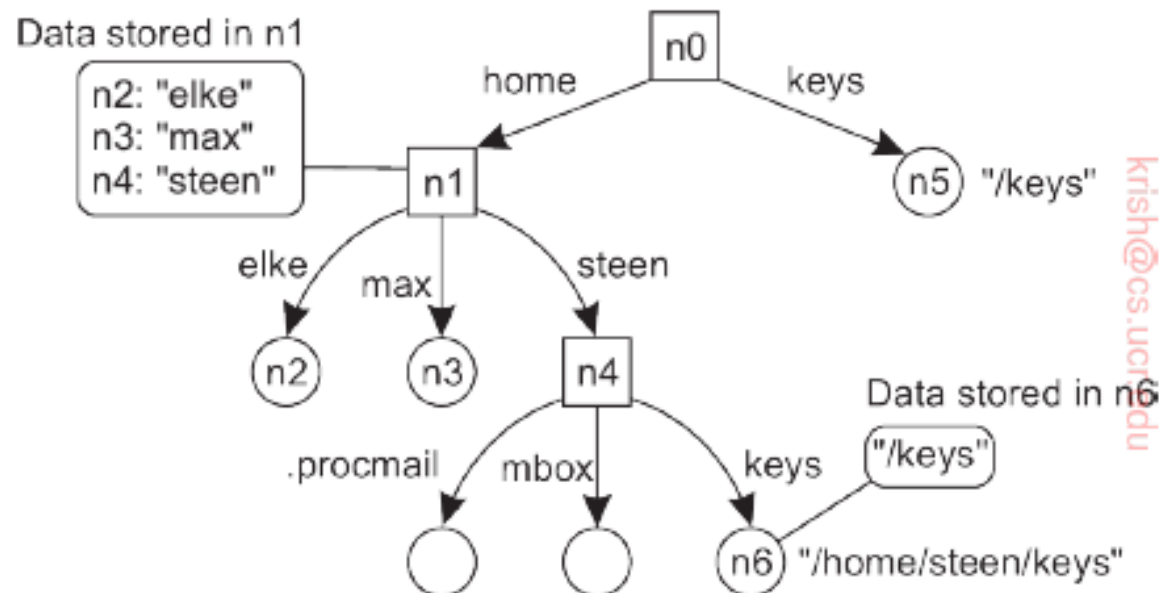 Data stored in n1
n2: "elke"
n3: "max"
n4: "steen"
n0
home
keys
n1
n5
"/keys"
elke
max
steen
n2
n3
n4
Data stored in n6
"/keys"
.procmail
mbox
keys
n6
"/home/steen/keys"
krish@cs.ucr.edu